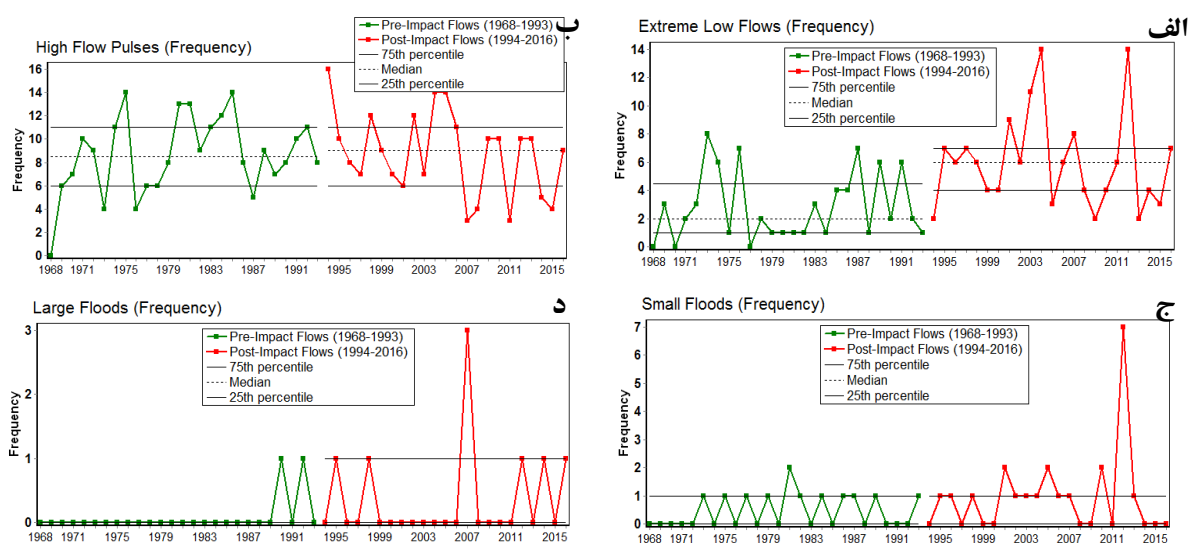 ب
High Flow Pulses (Frequency)
Pre-Impact Flows (1968-1993)
Post-Impact Flows (1994-2016)
75th percentile
Median
25th percentile
Frequency
16
14
12
10
8
6
4
2
0
1968 1971 1975 1979 1983 1987 1991 1995 1999 2003 2007 2011 2015
الف
Extreme Low Flows (Frequency)
Pre-Impact Flows (1968-1993)
Post-Impact Flows (1994-2016)
75th percentile
Median
25th percentile
Frequency
14
12
10
8
6
4
2
0
1968 1971 1975 1979 1983 1987 1991 1995 1999 2003 2007 2011 2015
د
Large Floods (Frequency)
Pre-Impact Flows (1968-1993)
Post-Impact Flows (1994-2016)
75th percentile
Median
25th percentile
Frequency
3
2
1
0
1968 1971 1975 1979 1983 1987 1991 1995 1999 2003 2007 2011 2015
ج
Small Floods (Frequency)
Pre-Impact Flows (1968-1993)
Post-Impact Flows (1994-2016)
75th percentile
Median
25th percentile
Frequency
7
6
5
4
3
2
1
0
1968 1971 1975 1979 1983 1987 1991 1995 1999 2003 2007 2011 2015